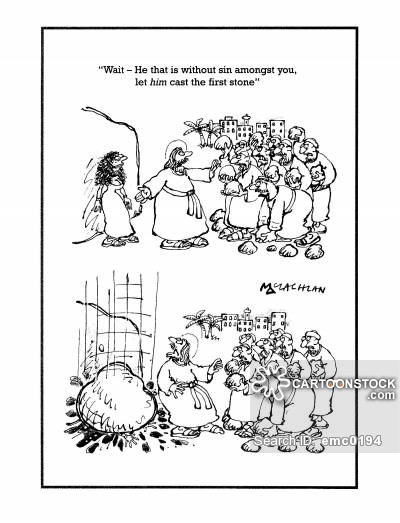 “Wait – He that is without sin amongst you,
let him cast the first stone”
McLACHLAN
CARTOONSTOCK
.com
Search ID: emc0194